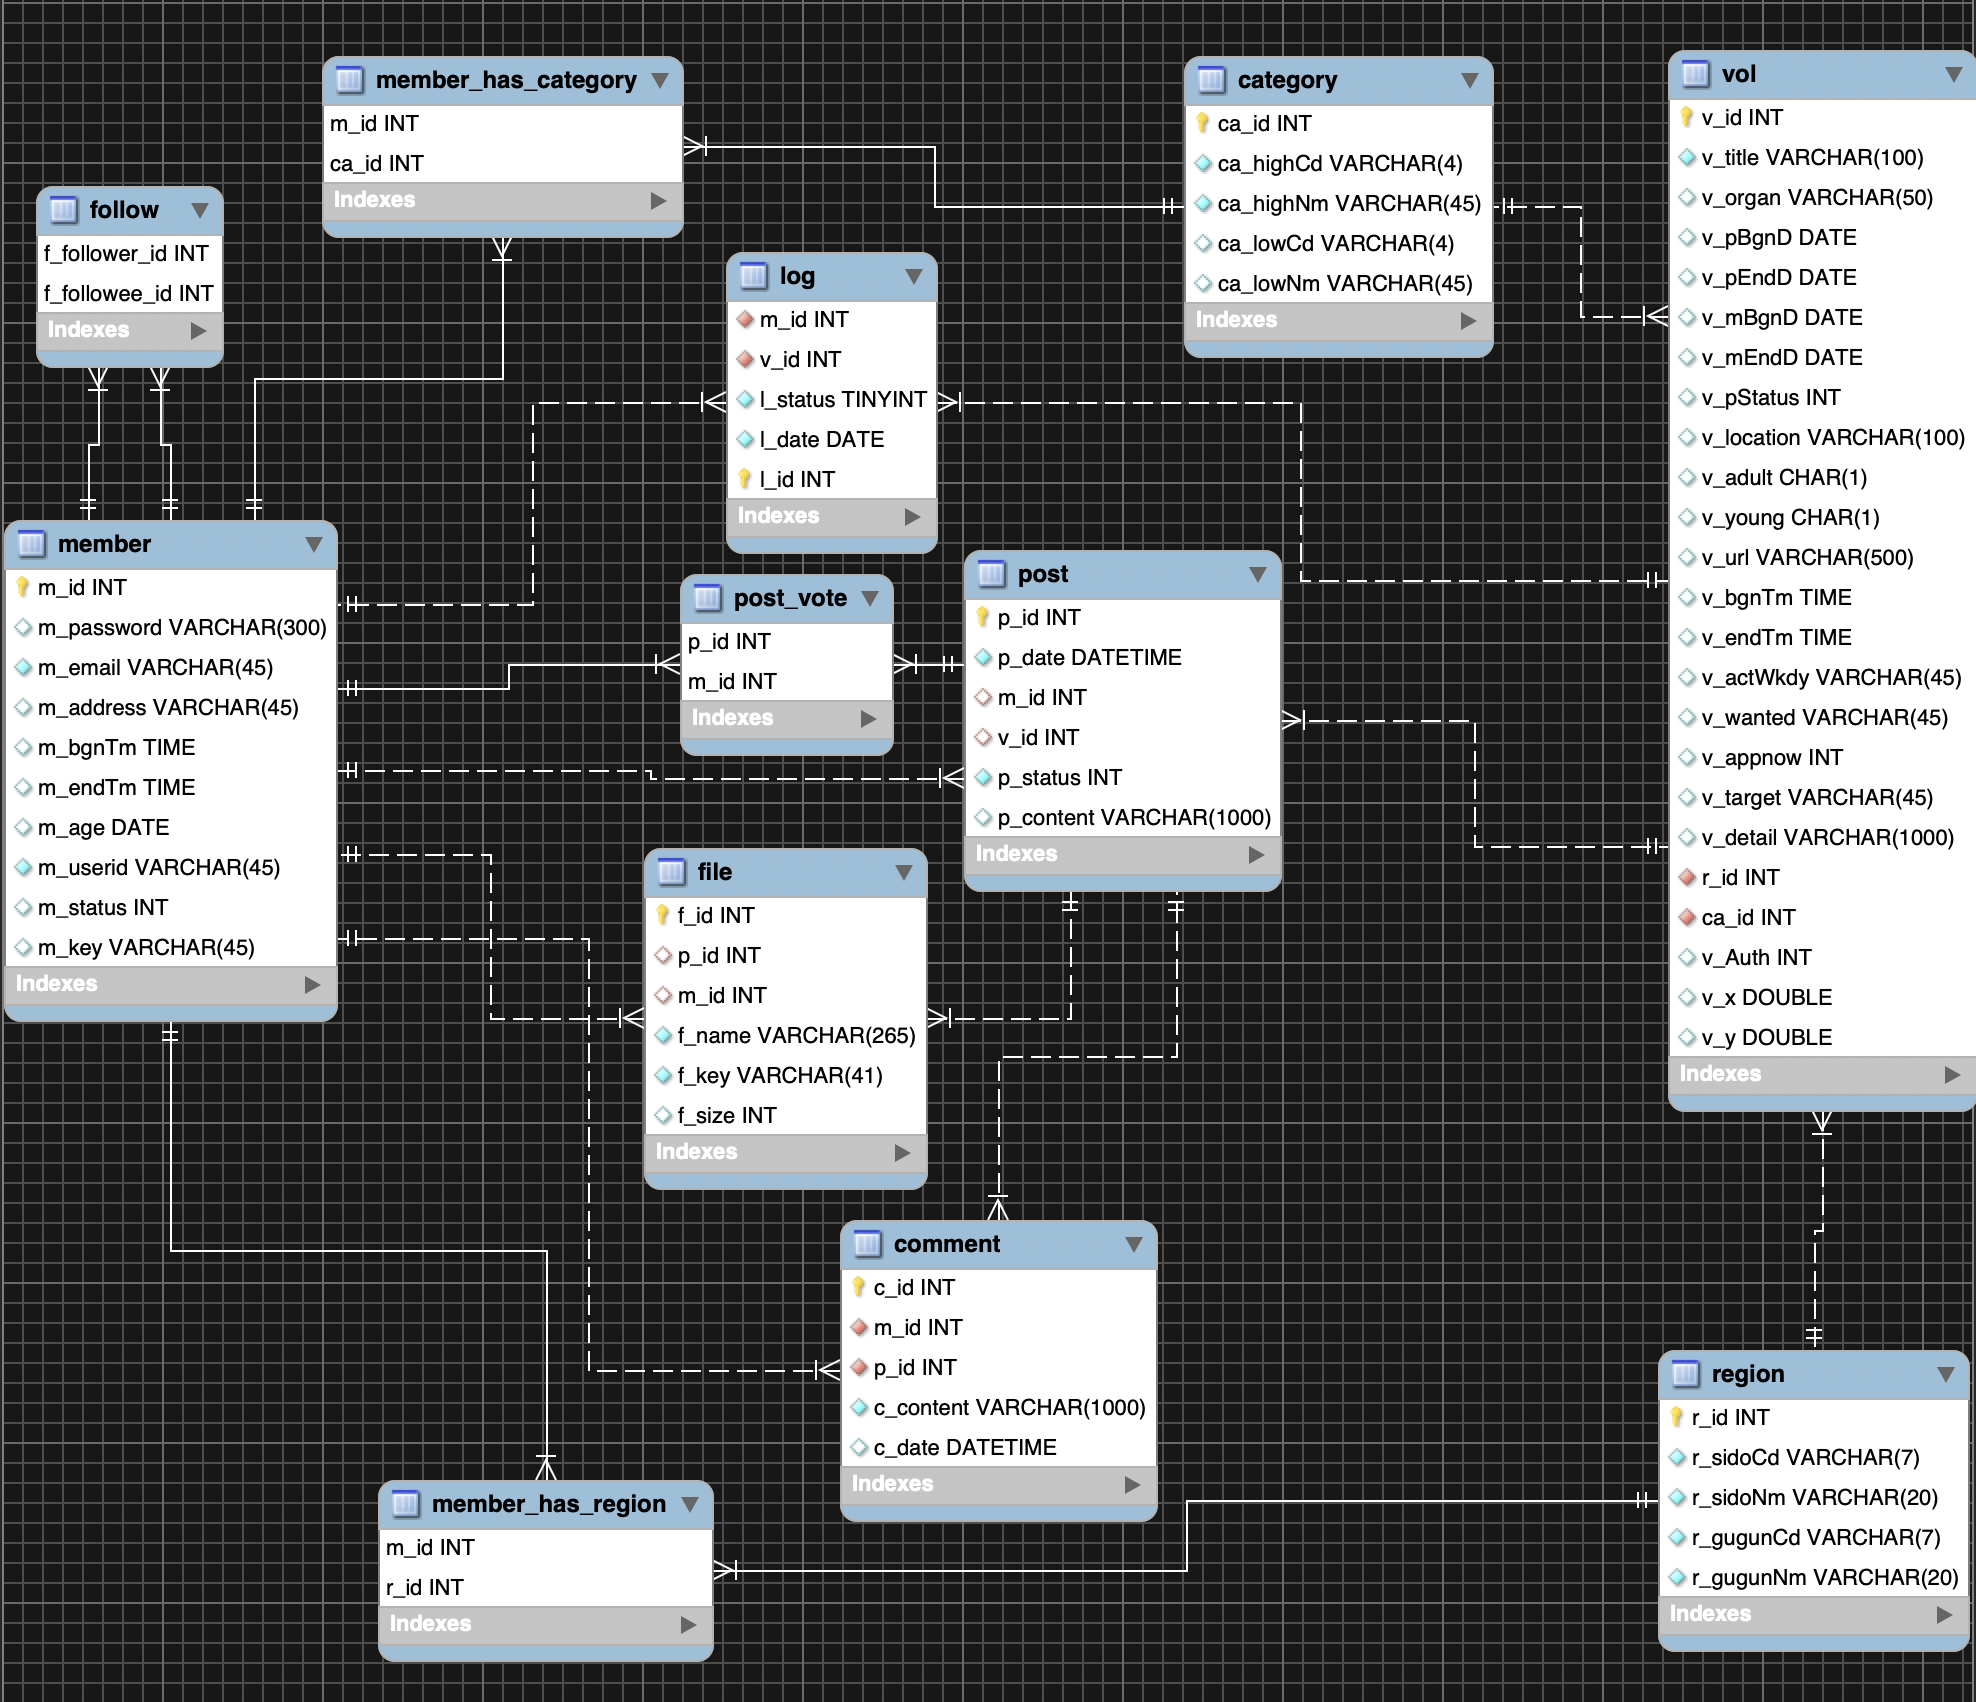 member_has_category
m_id INT
ca_id INT
Indexes
category
ca_id INT
ca_highCd VARCHAR(4)
ca_highNm VARCHAR(45)
ca_lowCd VARCHAR(4)
ca_lowNm VARCHAR(45)
Indexes
vol
v_id INT
v_title VARCHAR(100)
v_organ VARCHAR(50)
v_pBgnD DATE
v_pEndD DATE
v_mBgnD DATE
v_mEndD DATE
v_pStatus INT
v_location VARCHAR(100)
v_adult CHAR(1)
v_young CHAR(1)
v_url VARCHAR(500)
v_bgnTm TIME
v_endTm TIME
v_actWkdy VARCHAR(45)
v_wanted VARCHAR(45)
v_appnow INT
v_target VARCHAR(45)
v_detail VARCHAR(1000)
r_id INT
ca_id INT
v_Auth INT
v_x DOUBLE
v_y DOUBLE
Indexes
follow
f_follower_id INT
f_followee_id INT
Indexes
log
m_id INT
v_id INT
l_status TINYINT
l_date DATE
l_id INT
Indexes
member
m_id INT
m_password VARCHAR(300)
m_email VARCHAR(45)
m_address VARCHAR(45)
m_bgnTm TIME
m_endTm TIME
m_age DATE
m_userid VARCHAR(45)
m_status INT
m_key VARCHAR(45)
Indexes
post_vote
p_id INT
m_id INT
Indexes
post
p_id INT
p_date DATETIME
m_id INT
v_id INT
p_status INT
p_content VARCHAR(1000)
Indexes
file
f_id INT
p_id INT
m_id INT
f_name VARCHAR(265)
f_key VARCHAR(41)
f_size INT
Indexes
comment
c_id INT
m_id INT
p_id INT
c_content VARCHAR(1000)
c_date DATETIME
Indexes
region
r_id INT
r_sidoCd VARCHAR(7)
r_sidoNm VARCHAR(20)
r_gugunCd VARCHAR(7)
r_gugunNm VARCHAR(20)
Indexes
member_has_region
m_id INT
r_id INT
Indexes